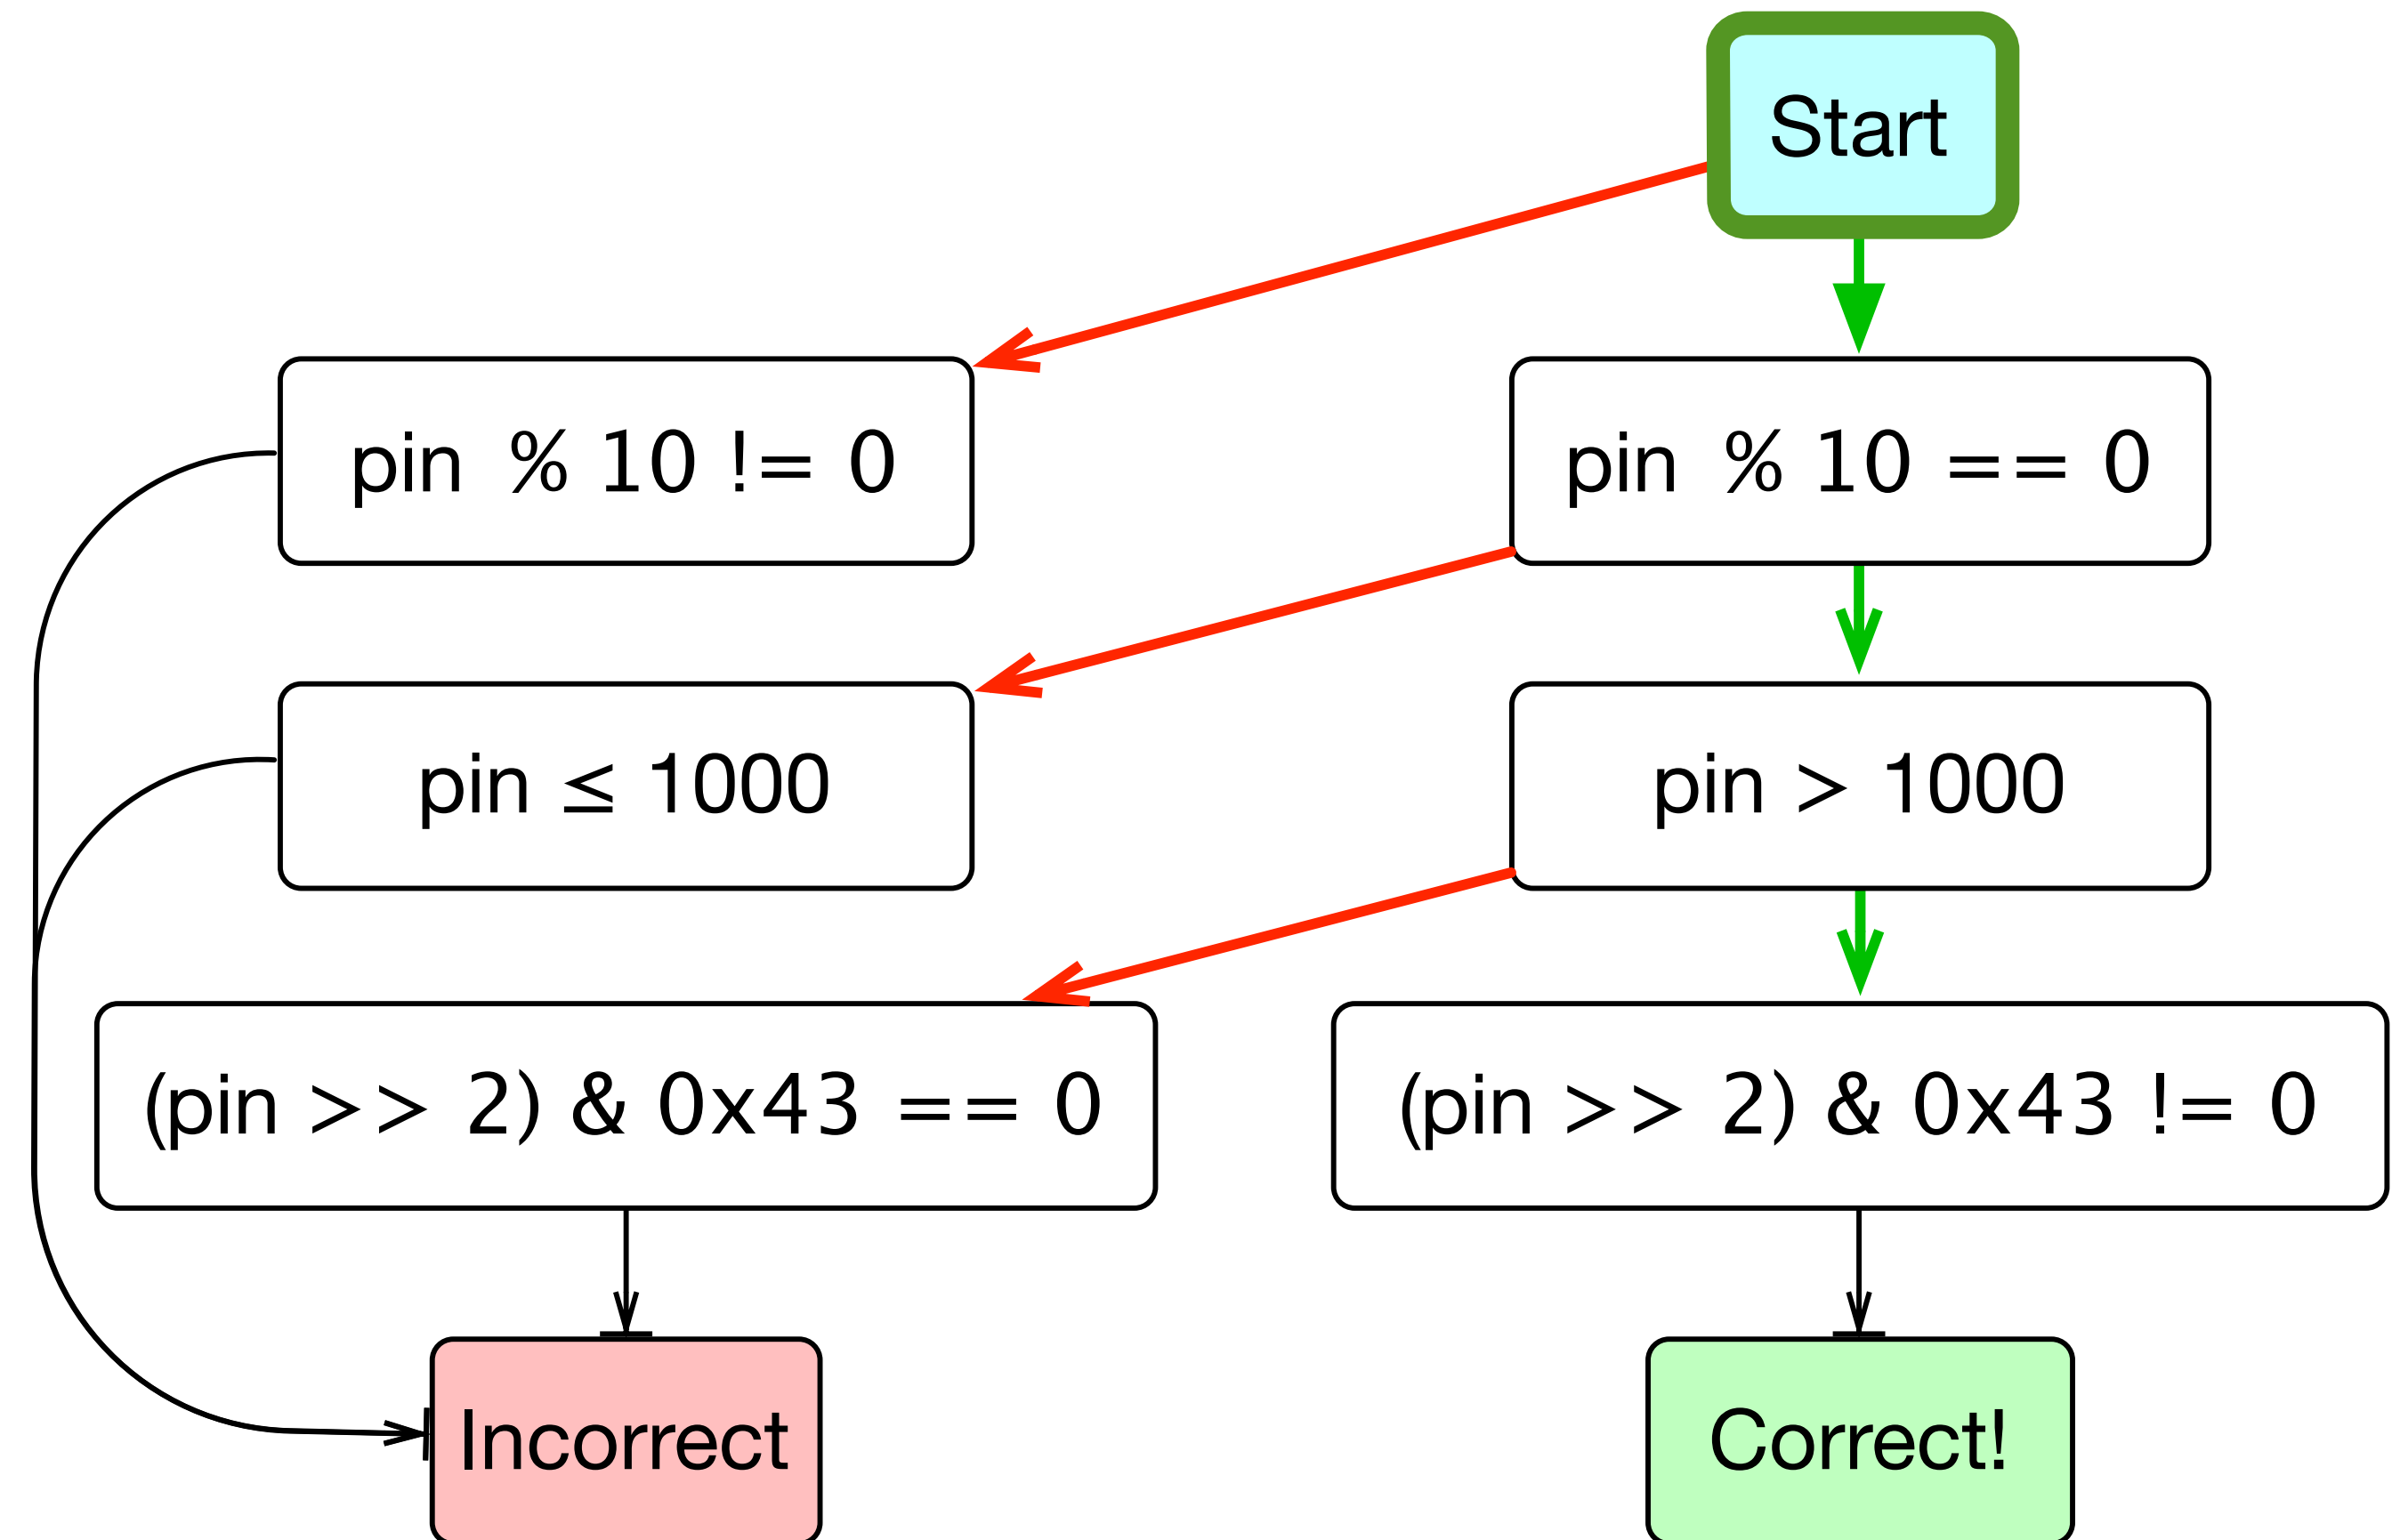 Start
pin % 10 != 0
pin % 10 == 0
pin ≤ 1000
pin > 1000
(pin >> 2) & 0x43 == 0
(pin >> 2) & 0x43 != 0
Incorrect
Correct!